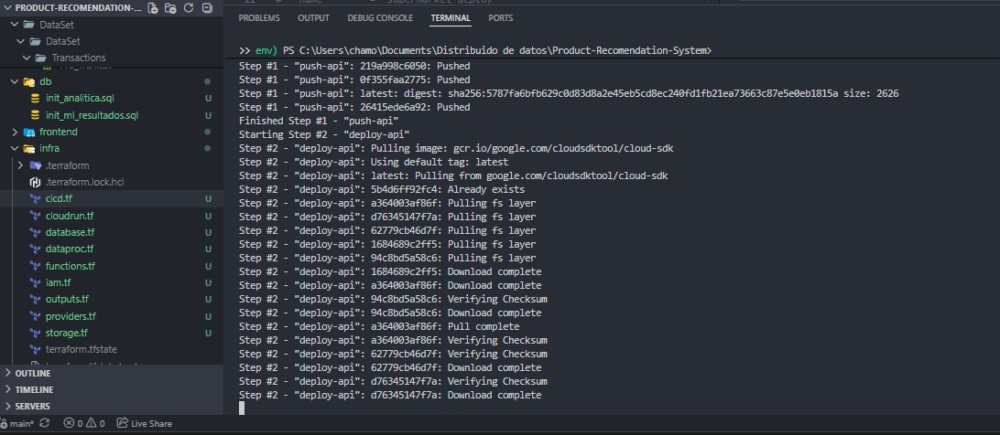 PRODUCT-RECOMENDATION-...
DataSet
DataSet
Transactions
db
init_analitica.sql
U
init_ml_resultados.sql
U
frontend
infra
.terraform
.terraform.lock.hcl
cicd.tf
U
cloudrun.tf
U
database.tf
U
dataproc.tf
U
functions.tf
U
iam.tf
U
outputs.tf
U
providers.tf
U
storage.tf
U
terraform.tfstate
OUTLINE
TIMELINE
SERVERS
PROBLEMS OUTPUT DEBUG CONSOLE TERMINAL PORTS
>> env) PS C:\Users\chamo\Documents\Distribuido de datos\Product-Recomendation-System>
Step #1 - "push-api": 219a998c6050: Pushed
Step #1 - "push-api": 0f355faa2775: Pushed
Step #1 - "push-api": latest: digest: sha256:5787fa6bfb629c0d83d8a2e45eb5cd8ec240fd1fb21ea73663c87e5e0eb1815a size: 2626
Step #1 - "push-api": 26415ede6a92: Pushed
Finished Step #1 - "push-api"
Starting Step #2 - "deploy-api"
Step #2 - "deploy-api": Pulling image: gcr.io/google.com/cloudsdktool/cloud-sdk
Step #2 - "deploy-api": Using default tag: latest
Step #2 - "deploy-api": latest: Pulling from google.com/cloudsdktool/cloud-sdk
Step #2 - "deploy-api": 5b4d6ff92fc4: Already exists
Step #2 - "deploy-api": a364003af86f: Pulling fs layer
Step #2 - "deploy-api": d76345147f7a: Pulling fs layer
Step #2 - "deploy-api": 62779cb46d7f: Pulling fs layer
Step #2 - "deploy-api": 1684689c2ff5: Pulling fs layer
Step #2 - "deploy-api": 94c8bd5a58c6: Pulling fs layer
Step #2 - "deploy-api": 1684689c2ff5: Download complete
Step #2 - "deploy-api": a364003af86f: Download complete
Step #2 - "deploy-api": 94c8bd5a58c6: Verifying Checksum
Step #2 - "deploy-api": 94c8bd5a58c6: Download complete
Step #2 - "deploy-api": a364003af86f: Pull complete
Step #2 - "deploy-api": a364003af86f: Verifying Checksum
Step #2 - "deploy-api": 62779cb46d7f: Verifying Checksum
Step #2 - "deploy-api": 62779cb46d7f: Download complete
Step #2 - "deploy-api": d76345147f7a: Verifying Checksum
Step #2 - "deploy-api": d76345147f7a: Download complete
main* 0 0 Live Share